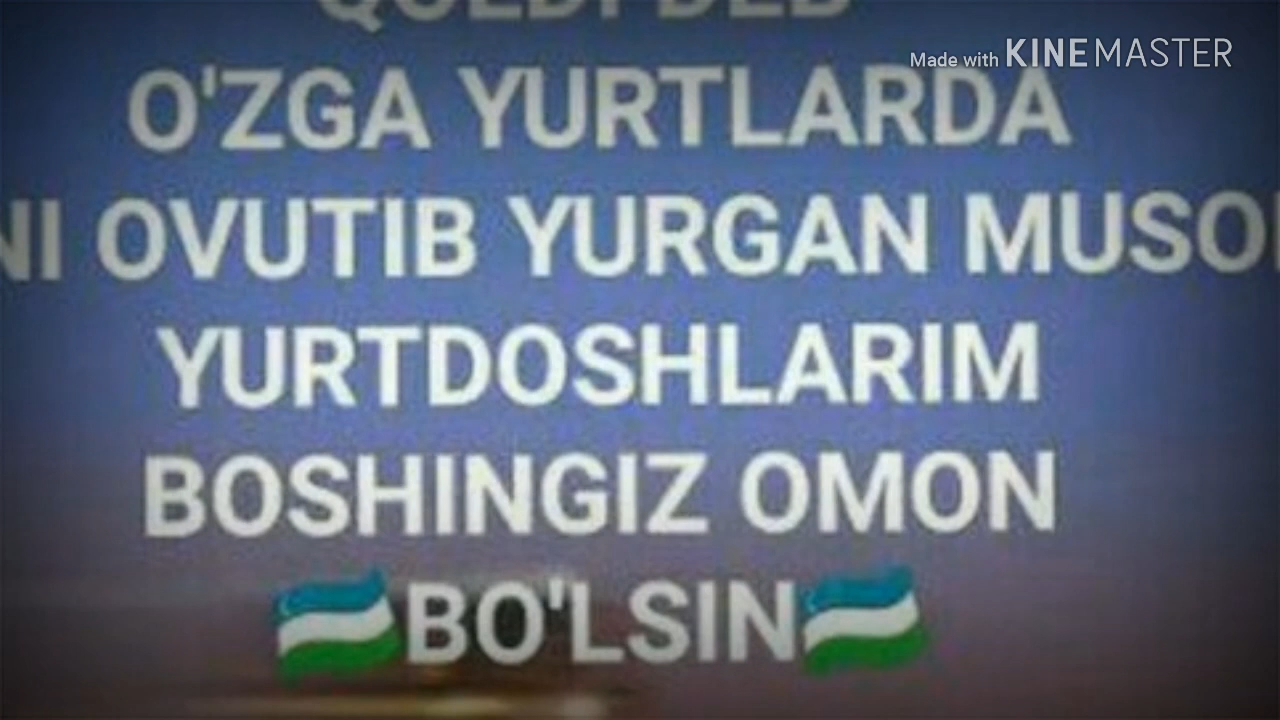 Made with KINEMASTER
O'ZGA YURTLARDA
OVUTIB YURGAN
YURTDOSHLARIM
BOSHINGIZ OMON
BO'LSIN